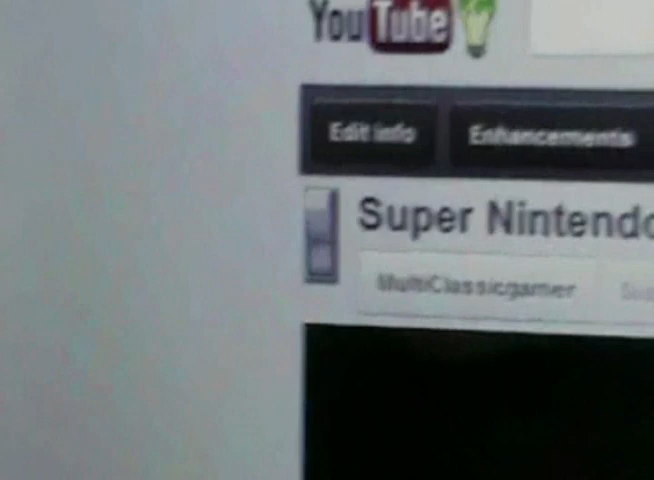 YouTube
Edit info Enhancements
Super Nintendo
MultiClassicgamer